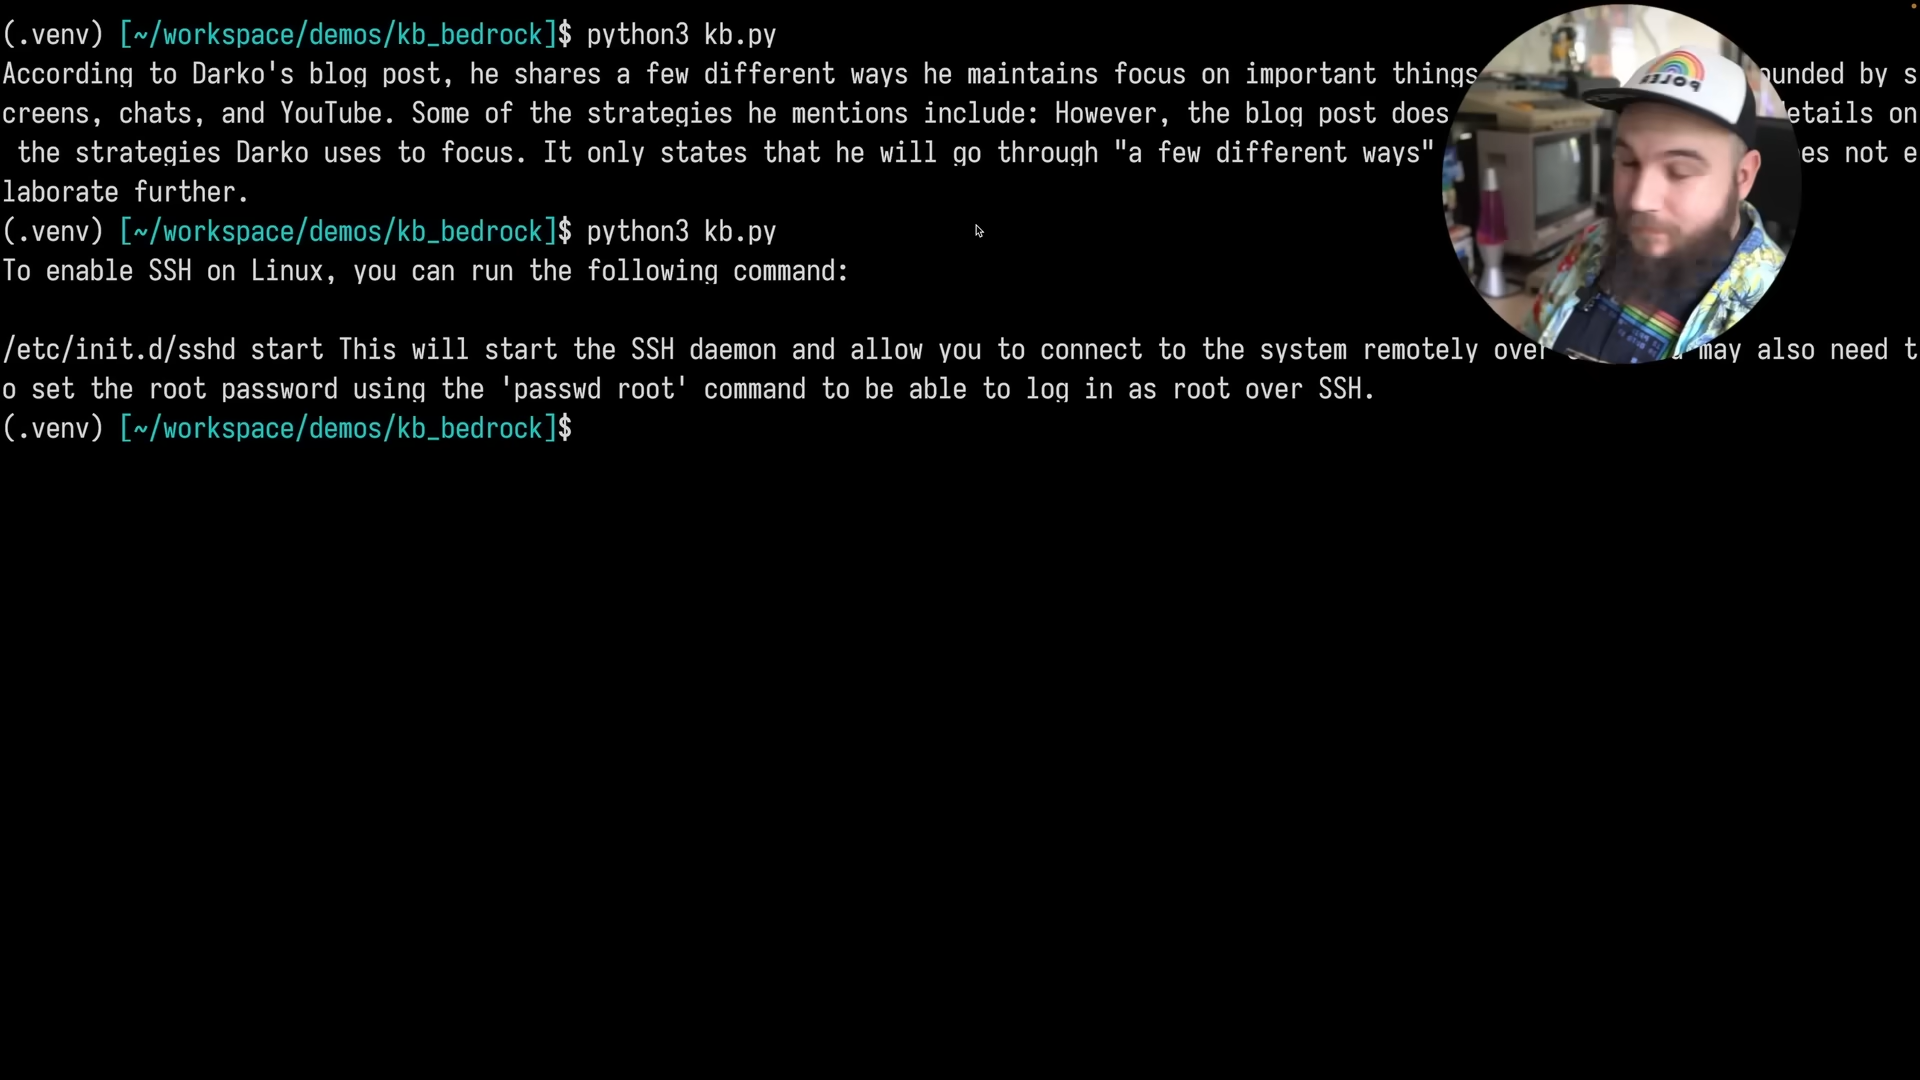 (.venv) [~/workspace/demos/kb_bedrock]$ python3 kb.py
According to Darko's blog post, he shares a few different ways he maintains focus on important things ounded by s
creens, chats, and YouTube. Some of the strategies he mentions include: However, the blog post does etails on
the strategies Darko uses to focus. It only states that he will go through "a few different ways" es not e
laborate further.
(.venv) [~/workspace/demos/kb_bedrock]$ python3 kb.py
To enable SSH on Linux, you can run the following command:
/etc/init.d/sshd start This will start the SSH daemon and allow you to connect to the system remotely over may also need t
o set the root password using the 'passwd root' command to be able to log in as root over SSH.
(.venv) [~/workspace/demos/kb_bedrock]$